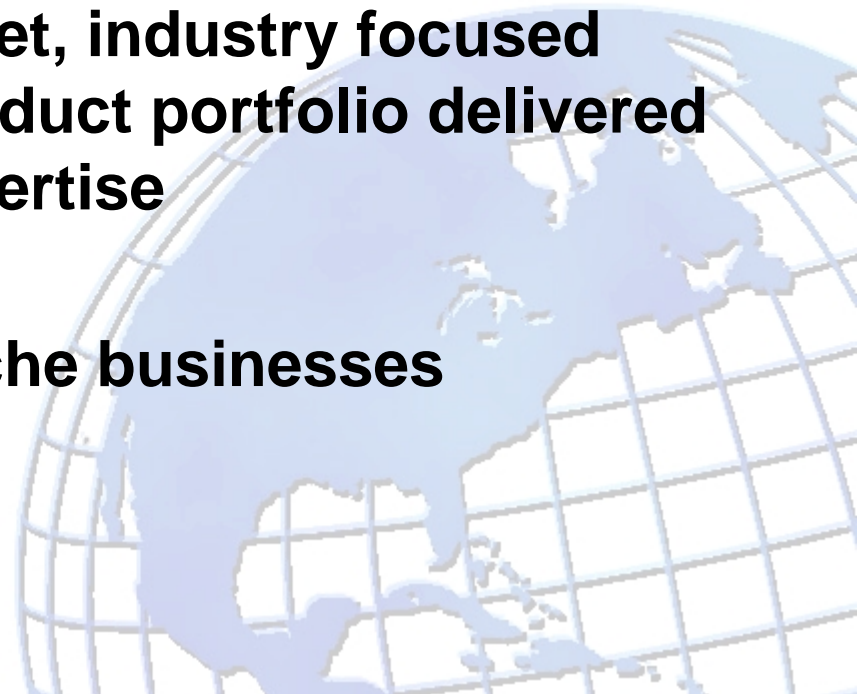 et, industry focused
duct portfolio delivered
ertise
che businesses